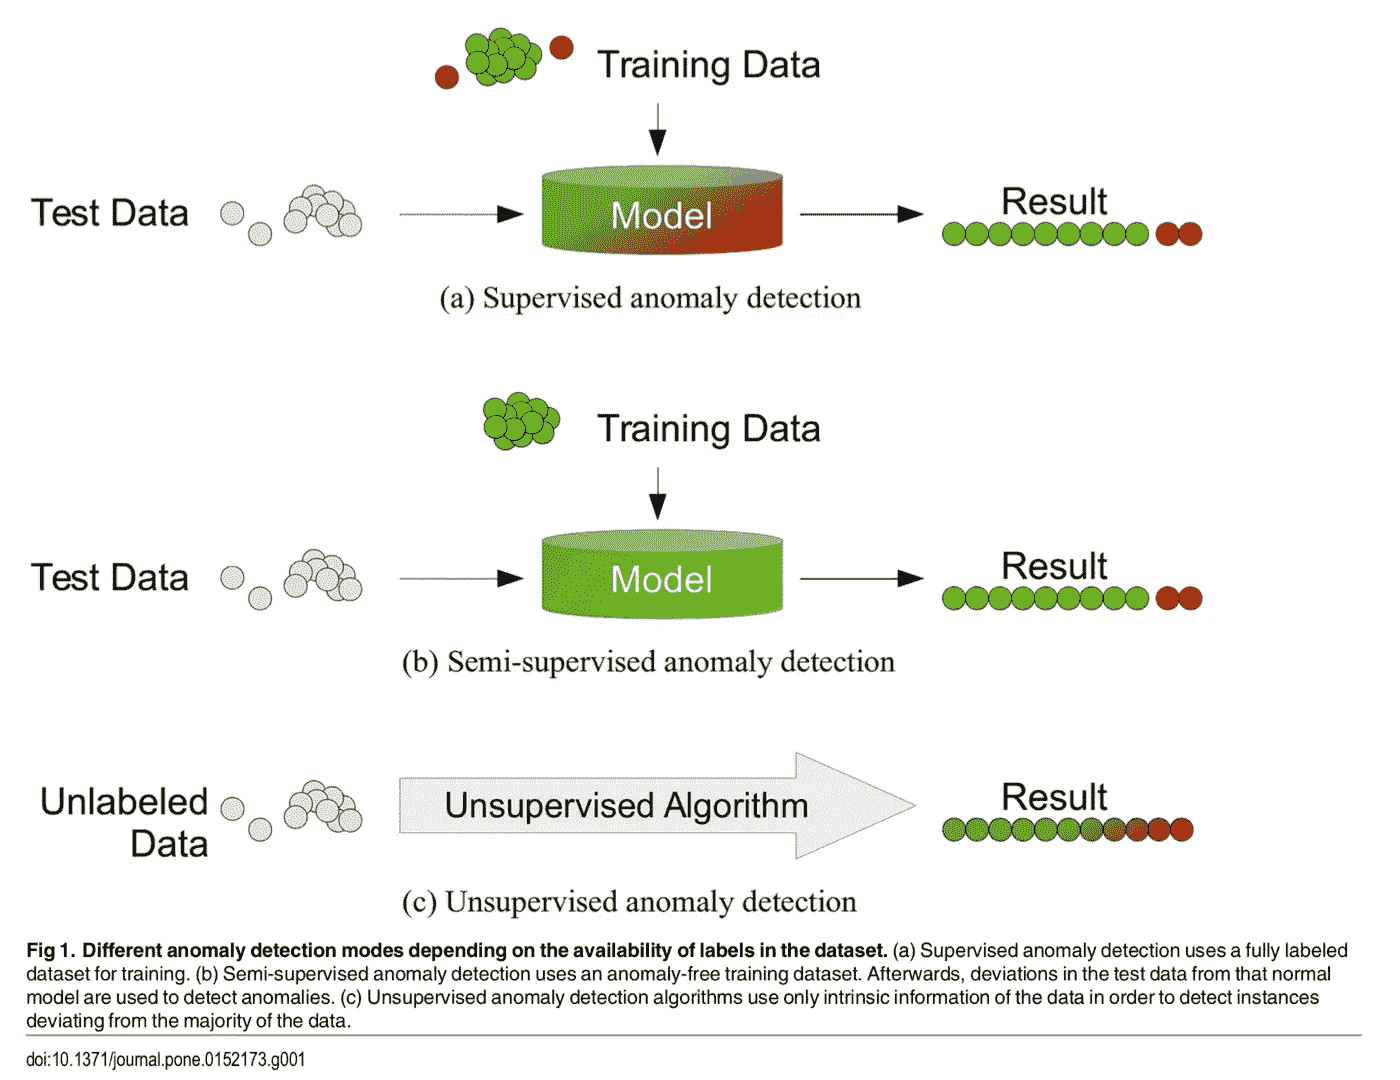 Training Data
Test Data
Model
Result
(a) Supervised anomaly detection
Training Data
Test Data
Model
Result
(b) Semi-supervised anomaly detection
Unlabeled
Data
Unsupervised Algorithm
Result
(c) Unsupervised anomaly detection
Fig 1. Different anomaly detection modes depending on the availability of labels in the dataset. (a) Supervised anomaly detection uses a fully labeled
dataset for training. (b) Semi-supervised anomaly detection uses an anomaly-free training dataset. Afterwards, deviations in the test data from that normal
model are used to detect anomalies. (c) Unsupervised anomaly detection algorithms use only intrinsic information of the data in order to detect instances
deviating from the majority of the data.
doi:10.1371/journal.pone.0152173.g001